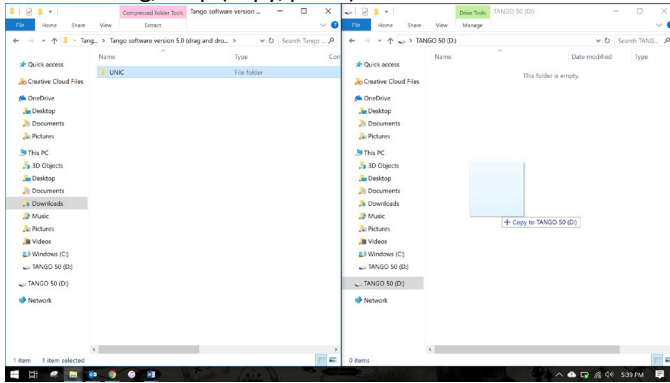 Compressed Folder Tools
Tango software version ...
File
Home
Share
View
Extract
Tang...
Tango software version 5.0 (drag and dro...
Search Tango ...
Name
Type
Quick access
Creative Cloud Files
OneDrive
Desktop
Documents
Pictures
This PC
3D Objects
Desktop
Documents
Downloads
Music
Pictures
Videos
Windows (C:)
TANGO 50 (D:)
TANGO 50 (D:)
Network
UNIC
File folder
1 item
1 item selected
Drive Tools
TANGO 50 (D:)
File
Home
Share
View
Manage
TANGO 50 (D:)
Search TANG...
Name
Date modified
Type
This folder is empty.
Quick access
Creative Cloud Files
OneDrive
Desktop
Documents
Pictures
This PC
3D Objects
Desktop
Documents
Downloads
Music
Pictures
Videos
Windows (C:)
TANGO 50 (D:)
TANGO 50 (D:)
Network
Copy to TANGO 50 (D:)
0 items
5:39 PM